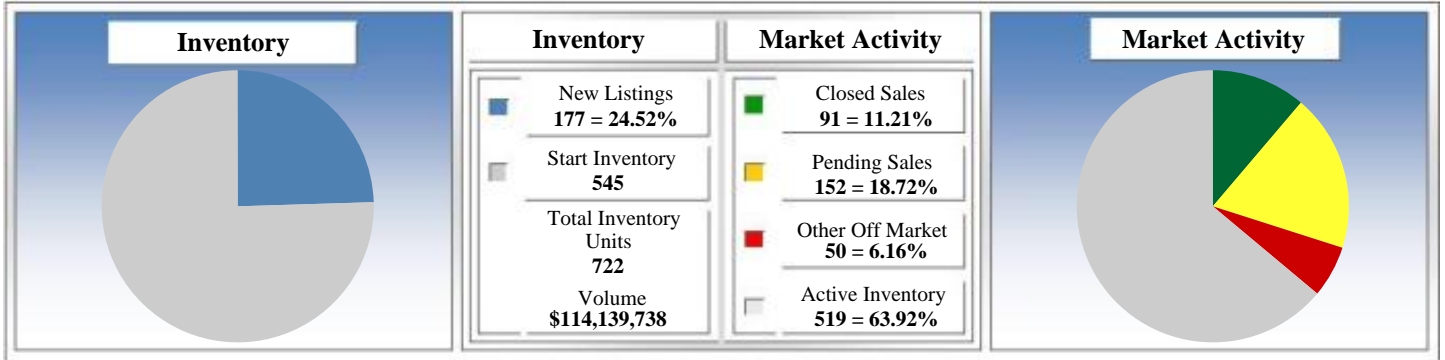 Inventory
Inventory
Market Activity
Market Activity
New Listings
177 = 24.52%
Start Inventory
545
Total Inventory
Units
722
Volume
$114,139,738
Closed Sales
91 = 11.21%
Pending Sales
152 = 18.72%
Other Off Market
50 = 6.16%
Active Inventory
519 = 63.92%